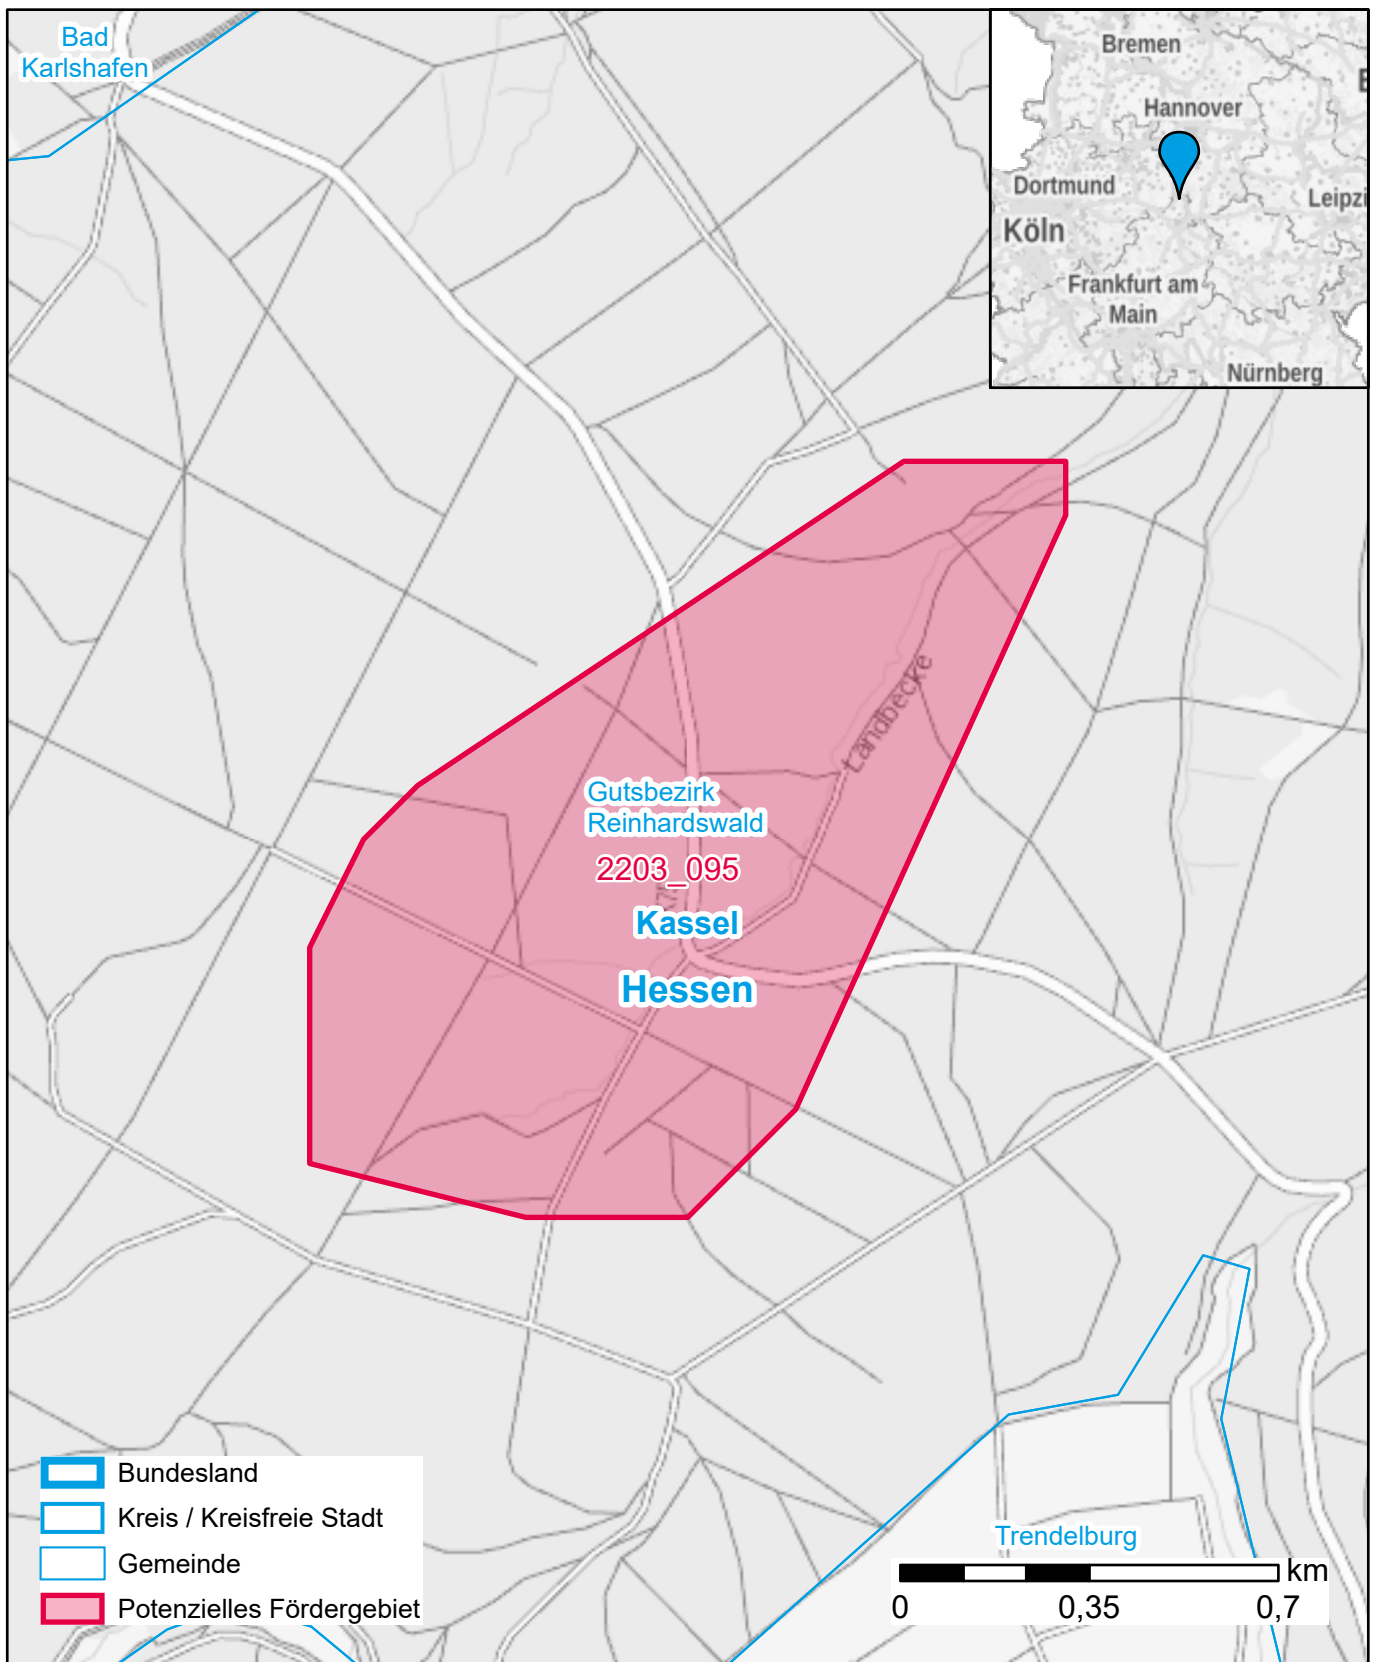 Bad
Karlshafen
Bremen
Hannover
Dortmund
Leipzi
Köln
Frankfurt am
Main
Nürnberg
Landbecke
Gutsbezirk
Reinhardswald
2203_095
Kassel
Hessen
Bundesland
Kreis / Kreisfreie Stadt
Gemeinde
Potenzielles Fördergebiet
Trendelburg
km
0 0,35 0,7